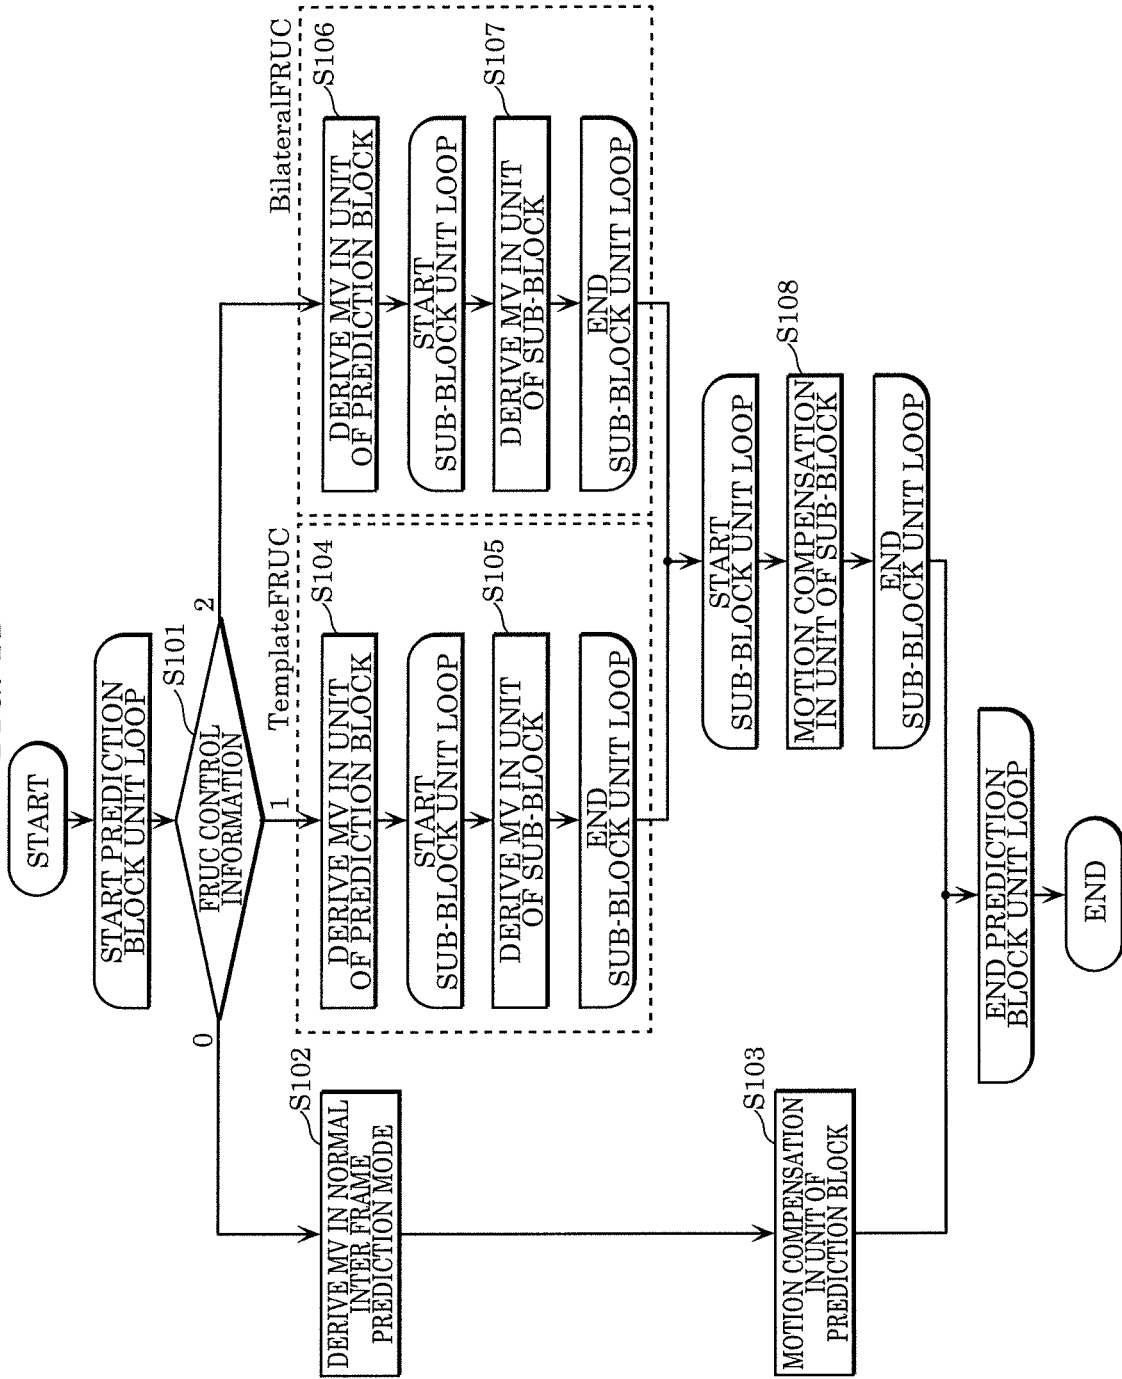 START
START PREDICTION
BLOCK UNIT LOOP
S101
FRUC CONTROL
INFORMATION
0
1
2
S102
DERIVE MV IN NORMAL
INTER FRAME
PREDICTION MODE
S103
MOTION COMPENSATION
IN UNIT OF
PREDICTION BLOCK
TemplateFRUC
S104
DERIVE MV IN UNIT
OF PREDICTION BLOCK
START
SUB-BLOCK UNIT LOOP
S105
DERIVE MV IN UNIT
OF SUB-BLOCK
END
SUB-BLOCK UNIT LOOP
BilateralFRUC
S106
DERIVE MV IN UNIT
OF PREDICTION BLOCK
START
SUB-BLOCK UNIT LOOP
S107
DERIVE MV IN UNIT
OF SUB-BLOCK
END
SUB-BLOCK UNIT LOOP
START
SUB-BLOCK UNIT LOOP
S108
MOTION COMPENSATION
IN UNIT OF SUB-BLOCK
END
SUB-BLOCK UNIT LOOP
END PREDICTION
BLOCK UNIT LOOP
END